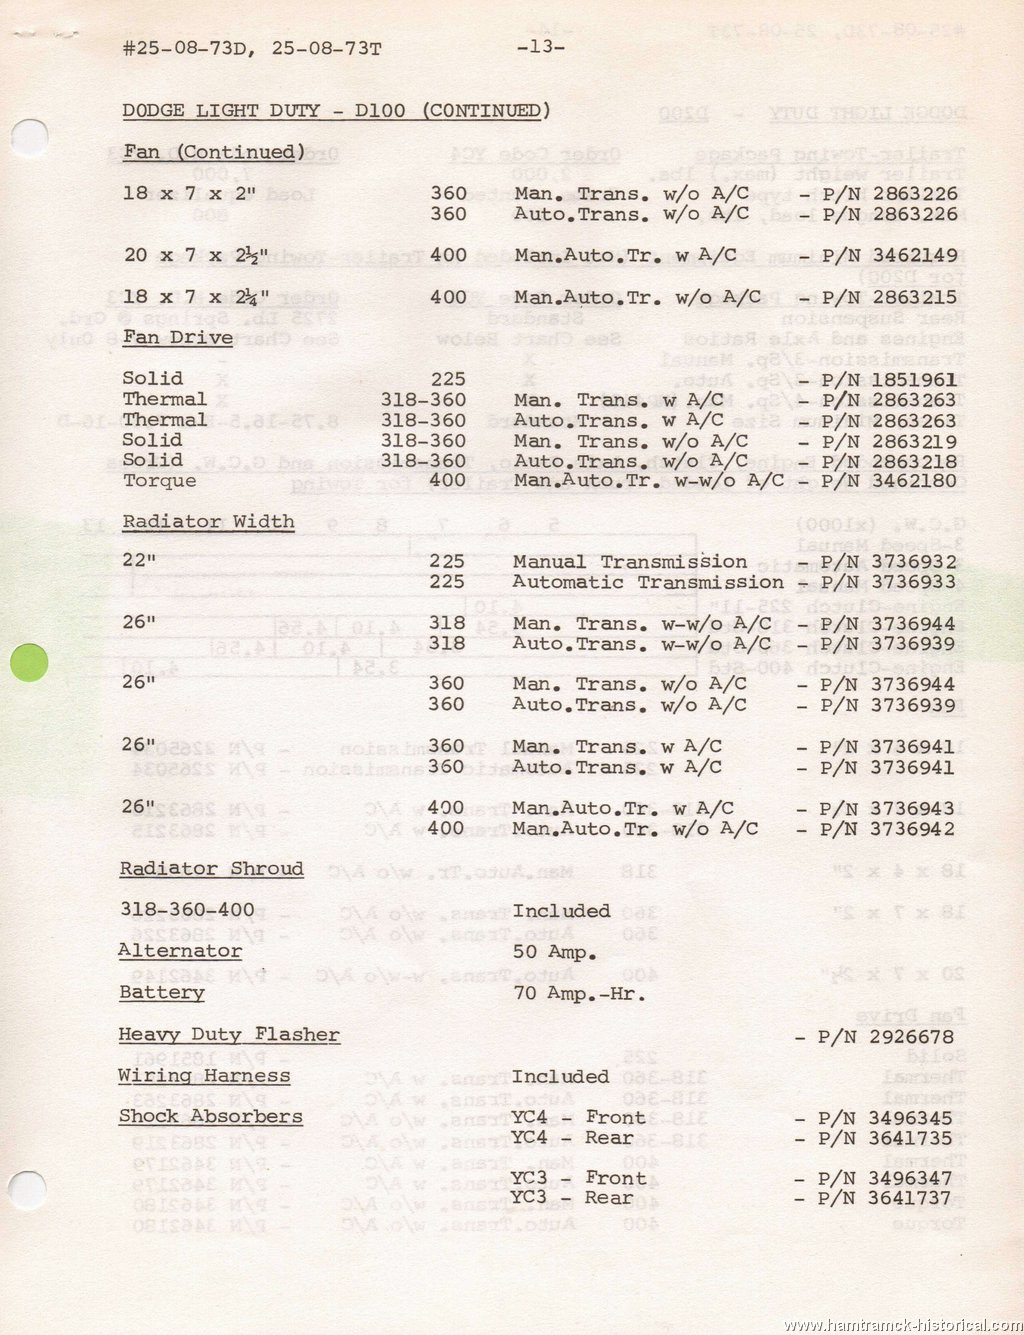 #25-08-73D, 25-08-73T -13-
DODGE LIGHT DUTY - D100 (CONTINUED)
Fan (Continued)
18 x 7 x 2" 360 Man. Trans. w/o A/C - P/N 2863226
360 Auto.Trans. w/o A/C - P/N 2863226
20 x 7 x 2½" 400 Man.Auto.Tr. w A/C - P/N 3462149
18 x 7 x 2¼" 400 Man.Auto.Tr. w/o A/C - P/N 2863215
Fan Drive
Solid 225 - P/N 1851961
Thermal 318-360 Man. Trans. w A/C - P/N 2863263
Thermal 318-360 Auto.Trans. w A/C - P/N 2863263
Solid 318-360 Man. Trans. w/o A/C - P/N 2863219
Solid 318-360 Auto.Trans. w/o A/C - P/N 2863218
Torque 400 Man.Auto.Tr. w-w/o A/C - P/N 3462180
Radiator Width
22" 225 Manual Transmission - P/N 3736932
225 Automatic Transmission - P/N 3736933
26" 318 Man. Trans. w-w/o A/C - P/N 3736944
318 Auto.Trans. w-w/o A/C - P/N 3736939
26" 360 Man. Trans. w/o A/C - P/N 3736944
360 Auto.Trans. w/o A/C - P/N 3736939
26" 360 Man. Trans. w A/C - P/N 3736941
360 Auto.Trans. w A/C - P/N 3736941
26" 400 Man.Auto.Tr. w A/C - P/N 3736943
400 Man.Auto.Tr. w/o A/C - P/N 3736942
Radiator Shroud
318-360-400 Included
Alternator 50 Amp.
Battery 70 Amp.-Hr.
Heavy Duty Flasher - P/N 2926678
Wiring Harness Included
Shock Absorbers YC4 - Front - P/N 3496345
YC4 - Rear - P/N 3641735
YC3 - Front - P/N 3496347
YC3 - Rear - P/N 3641737
www.hamtramck-historical.com